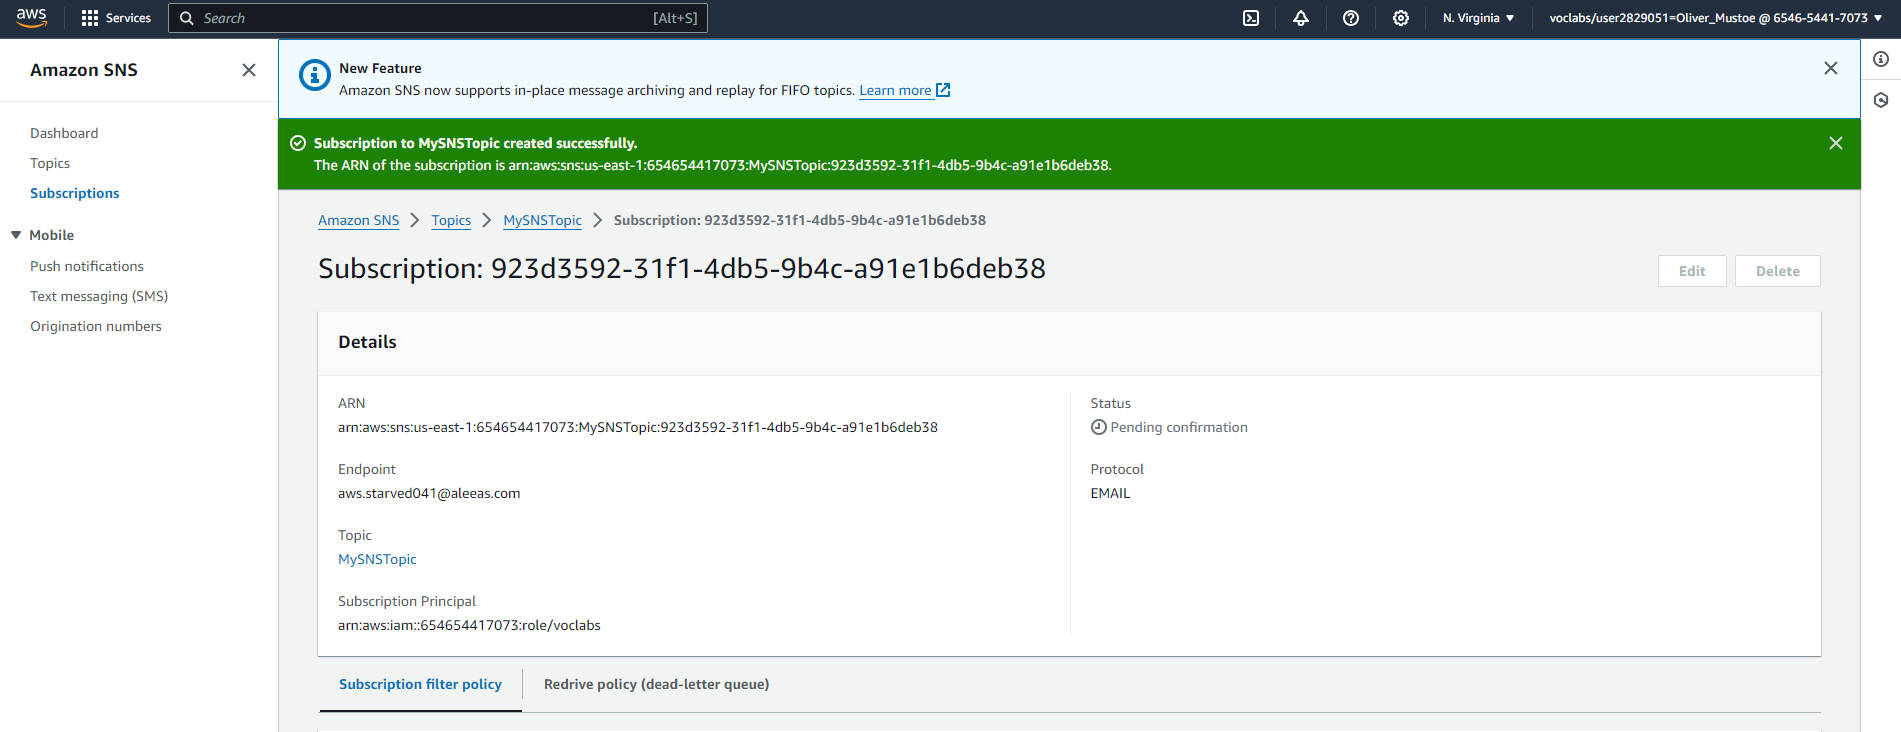 aws Services Search [Alt+S] N. Virginia voclabs/user2829051=Oliver_Mustoe @ 6546-5441-7073
Amazon SNS
Dashboard
Topics
Subscriptions
Mobile
Push notifications
Text messaging (SMS)
Origination numbers
New Feature
Amazon SNS now supports in-place message archiving and replay for FIFO topics. Learn more
Subscription to MySNSTopic created successfully.
The ARN of the subscription is arn:aws:sns:us-east-1:654654417073:MySNSTopic:923d3592-31f1-4db5-9b4c-a91e1b6deb38.
Amazon SNS Topics MySNSTopic Subscription: 923d3592-31f1-4db5-9b4c-a91e1b6deb38
Subscription: 923d3592-31f1-4db5-9b4c-a91e1b6deb38
Edit Delete
Details
ARN
arn:aws:sns:us-east-1:654654417073:MySNSTopic:923d3592-31f1-4db5-9b4c-a91e1b6deb38
Endpoint
aws.starved041@aleeas.com
Topic
MySNSTopic
Subscription Principal
arn:aws:iam::654654417073:role/voclabs
Status
Pending confirmation
Protocol
EMAIL
Subscription filter policy Redrive policy (dead-letter queue)